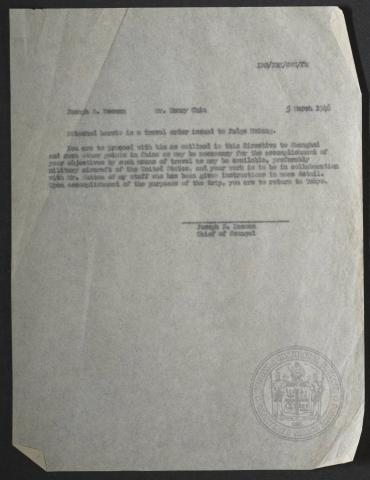 Joseph B. Keenan Mr. Henry Chiu 5 March 1946
Attached hereto is a travel order issued to Judge Hsiang.
You are to proceed with him as outlined in this Directive to Shanghai
and such other points in China as may be necessary for the accomplishment of
your objectives by such means of travel as may be available, preferably
military aircraft of the United States, and your work is to be in collaboration
with Mr. Sutton of my staff who has been given instructions in more detail.
Upon accomplishment of the purposes of the trip, you are to return to Tokyo.
Joseph B. Keenan
Chief of Counsel